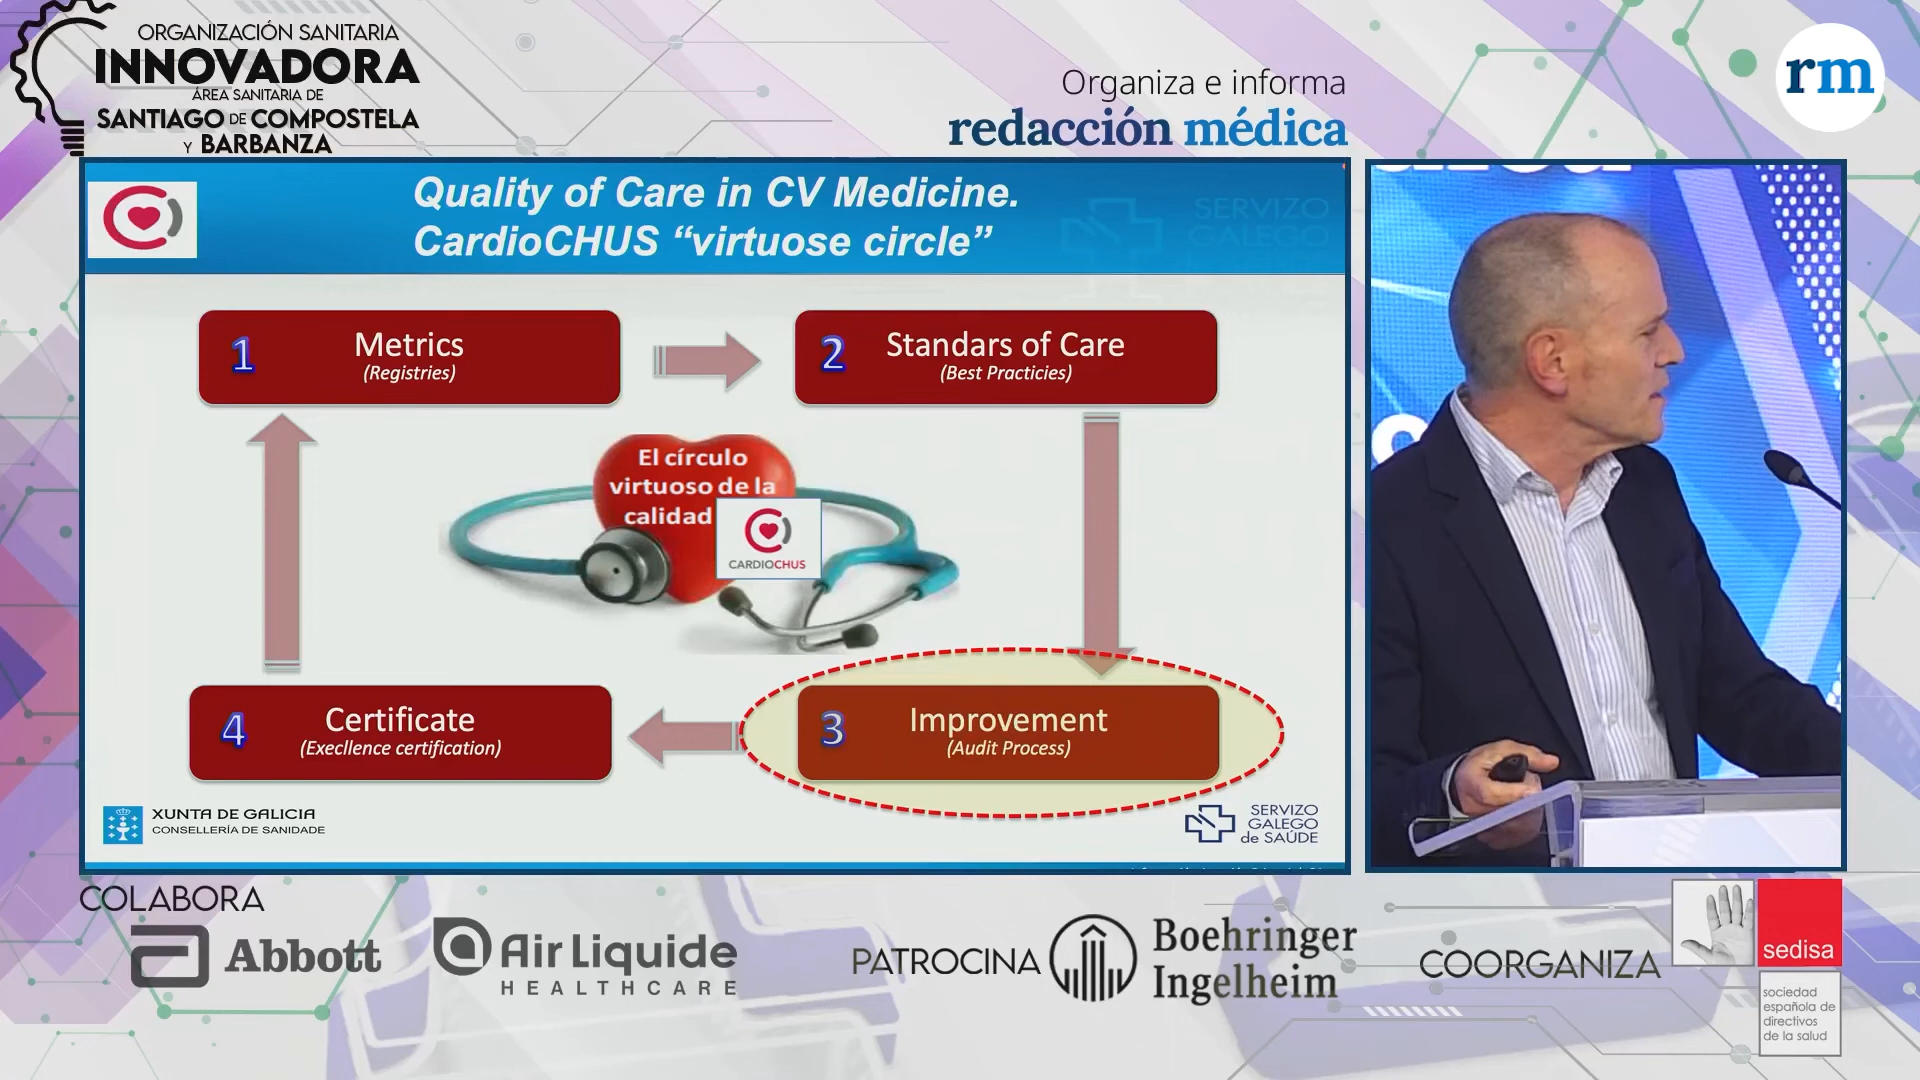 ORGANIZACIÓN SANITARIA
INNOVADORA
ÁREA SANITARIA DE
SANTIAGO DE COMPOSTELA
Y BARBANZA
Organiza e informa
redacción médica
rm
Quality of Care in CV Medicine.
CardioCHUS “virtuose circle”
SERVIZO
GALEGO
1 Metrics
(Registries)
2 Standars of Care
(Best Practicies)
El círculo
virtuoso de la
calidad
CARDIOCHUS
4 Certificate
(Execllence certification)
3 Improvement
(Audit Process)
XUNTA DE GALICIA
CONSELLERÍA DE SANIDADE
SERVIZO
GALEGO
de SAÚDE
COLABORA
Abbott
Air Liquide
HEALTHCARE
PATROCINA
Boehringer
Ingelheim
COORGANIZA
sedisa
sociedad
española de
directivos
de la salud